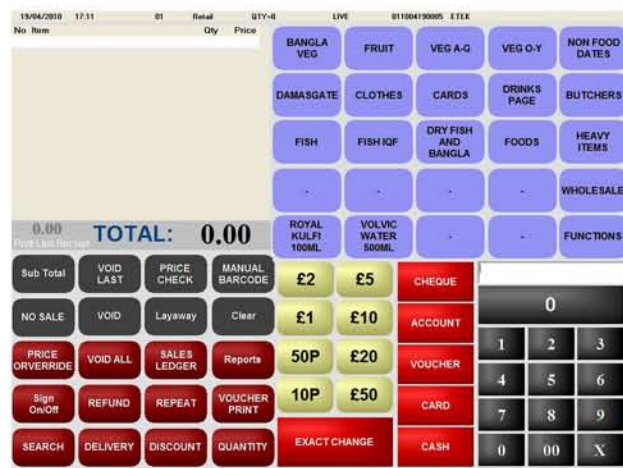 19/04/2010 17:11 01 Retail QTY=0 LIVE 011004190005 ETEK
No Item Qty Price
BANGLA VEG
FRUIT
VEG A-G
VEG O-Y
NON FOOD DATES
DAMASGATE
CLOTHES
CARDS
DRINKS PAGE
BUTCHERS
FISH
FISH IQF
DRY FISH AND BANGLA
FOODS
HEAVY ITEMS
- - - -
WHOLESALE
0.00
Print Last Receipt
TOTAL: 0.00
ROYAL KULFI 100ML
VOLVIC WATER 500ML
- -
FUNCTIONS
Sub Total
VOID LAST
PRICE CHECK
MANUAL BARCODE
£2 £5
CHEQUE
0
NO SALE
VOID
Layaway
Clear
£1 £10
ACCOUNT
1 2 3
PRICE ORVERRIDE
VOID ALL
SALES LEDGER
Reports
50P £20
VOUCHER
4 5 6
Sign On/Off
REFUND
REPEAT
VOUCHER PRINT
10P £50
CARD
7 8 9
SEARCH
DELIVERY
DISCOUNT
QUANTITY
EXACT CHANGE
CASH
0 00 X